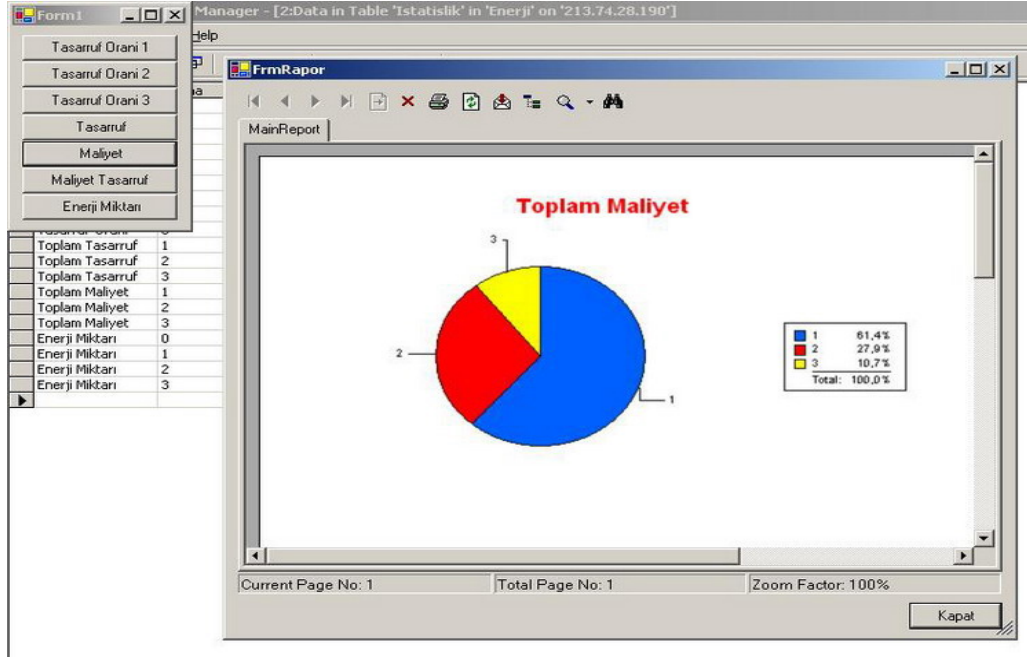 Form1
Tasarruf Orani 1
Tasarruf Orani 2
Tasarruf Orani 3
Tasarruf
Maliyet
Maliyet Tasarruf
Enerji Miktarı
Manager - [2:Data in Table 'Istatislik' in 'Enerji' on '213.74.28.190']
Help
Toplam Tasarruf 1
Toplam Tasarruf 2
Toplam Tasarruf 3
Toplam Maliyet 1
Toplam Maliyet 2
Toplam Maliyet 3
Enerji Miktarı 0
Enerji Miktarı 1
Enerji Miktarı 2
Enerji Miktarı 3
FrmRapor
MainReport
Toplam Maliyet
3
2
1
1 61,4%
2 27,9%
3 10,7%
Total: 100,0%
Current Page No: 1
Total Page No: 1
Zoom Factor: 100%
Kapat